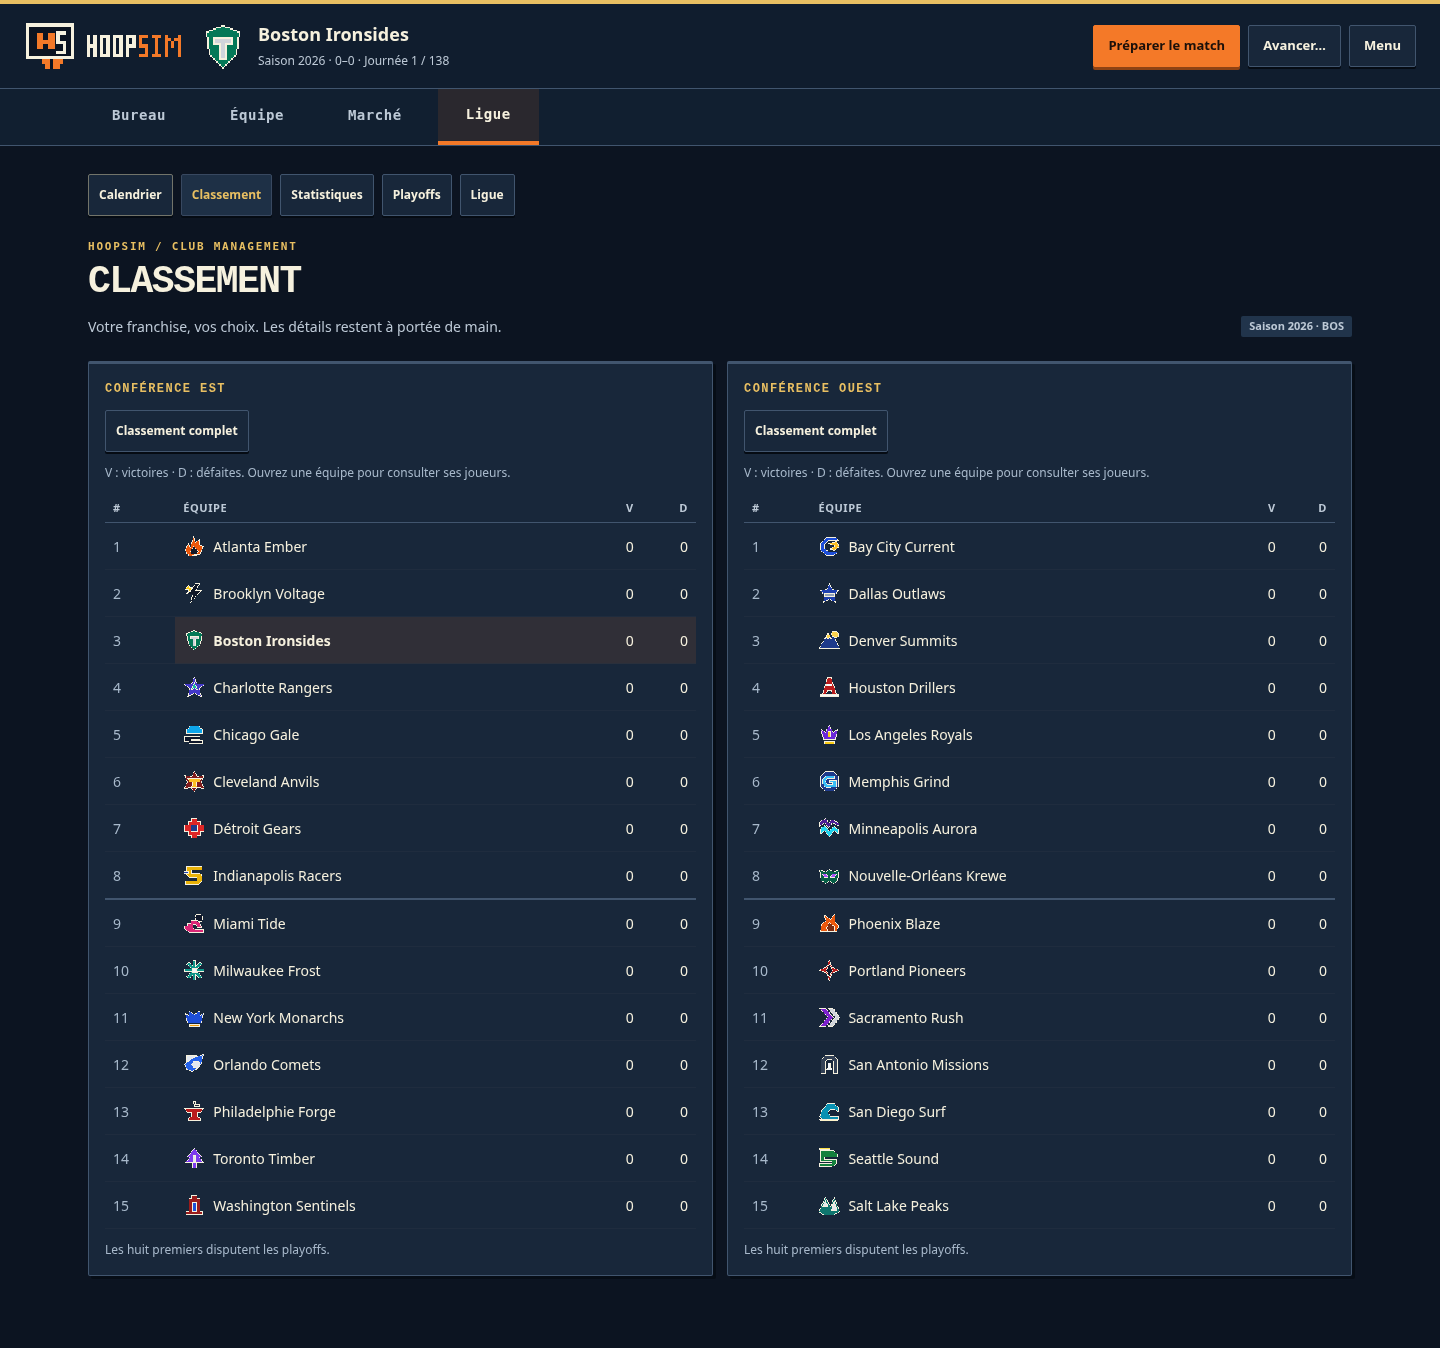 HS HOOPSIM
Boston Ironsides
Saison 2026 · 0–0 · Journée 1 / 138
Préparer le match
Avancer...
Menu
Bureau
Équipe
Marché
Ligue
Calendrier
Classement
Statistiques
Playoffs
Ligue
HOOPSIM / CLUB MANAGEMENT
CLASSEMENT
Votre franchise, vos choix. Les détails restent à portée de main.
Saison 2026 · BOS
CONFÉRENCE EST
Classement complet
V : victoires · D : défaites. Ouvrez une équipe pour consulter ses joueurs.
# ÉQUIPE V D
1 Atlanta Ember 0 0
2 Brooklyn Voltage 0 0
3 Boston Ironsides 0 0
4 Charlotte Rangers 0 0
5 Chicago Gale 0 0
6 Cleveland Anvils 0 0
7 Détroit Gears 0 0
8 Indianapolis Racers 0 0
9 Miami Tide 0 0
10 Milwaukee Frost 0 0
11 New York Monarchs 0 0
12 Orlando Comets 0 0
13 Philadelphie Forge 0 0
14 Toronto Timber 0 0
15 Washington Sentinels 0 0
Les huit premiers disputent les playoffs.
CONFÉRENCE OUEST
Classement complet
V : victoires · D : défaites. Ouvrez une équipe pour consulter ses joueurs.
# ÉQUIPE V D
1 Bay City Current 0 0
2 Dallas Outlaws 0 0
3 Denver Summits 0 0
4 Houston Drillers 0 0
5 Los Angeles Royals 0 0
6 Memphis Grind 0 0
7 Minneapolis Aurora 0 0
8 Nouvelle-Orléans Krewe 0 0
9 Phoenix Blaze 0 0
10 Portland Pioneers 0 0
11 Sacramento Rush 0 0
12 San Antonio Missions 0 0
13 San Diego Surf 0 0
14 Seattle Sound 0 0
15 Salt Lake Peaks 0 0
Les huit premiers disputent les playoffs.